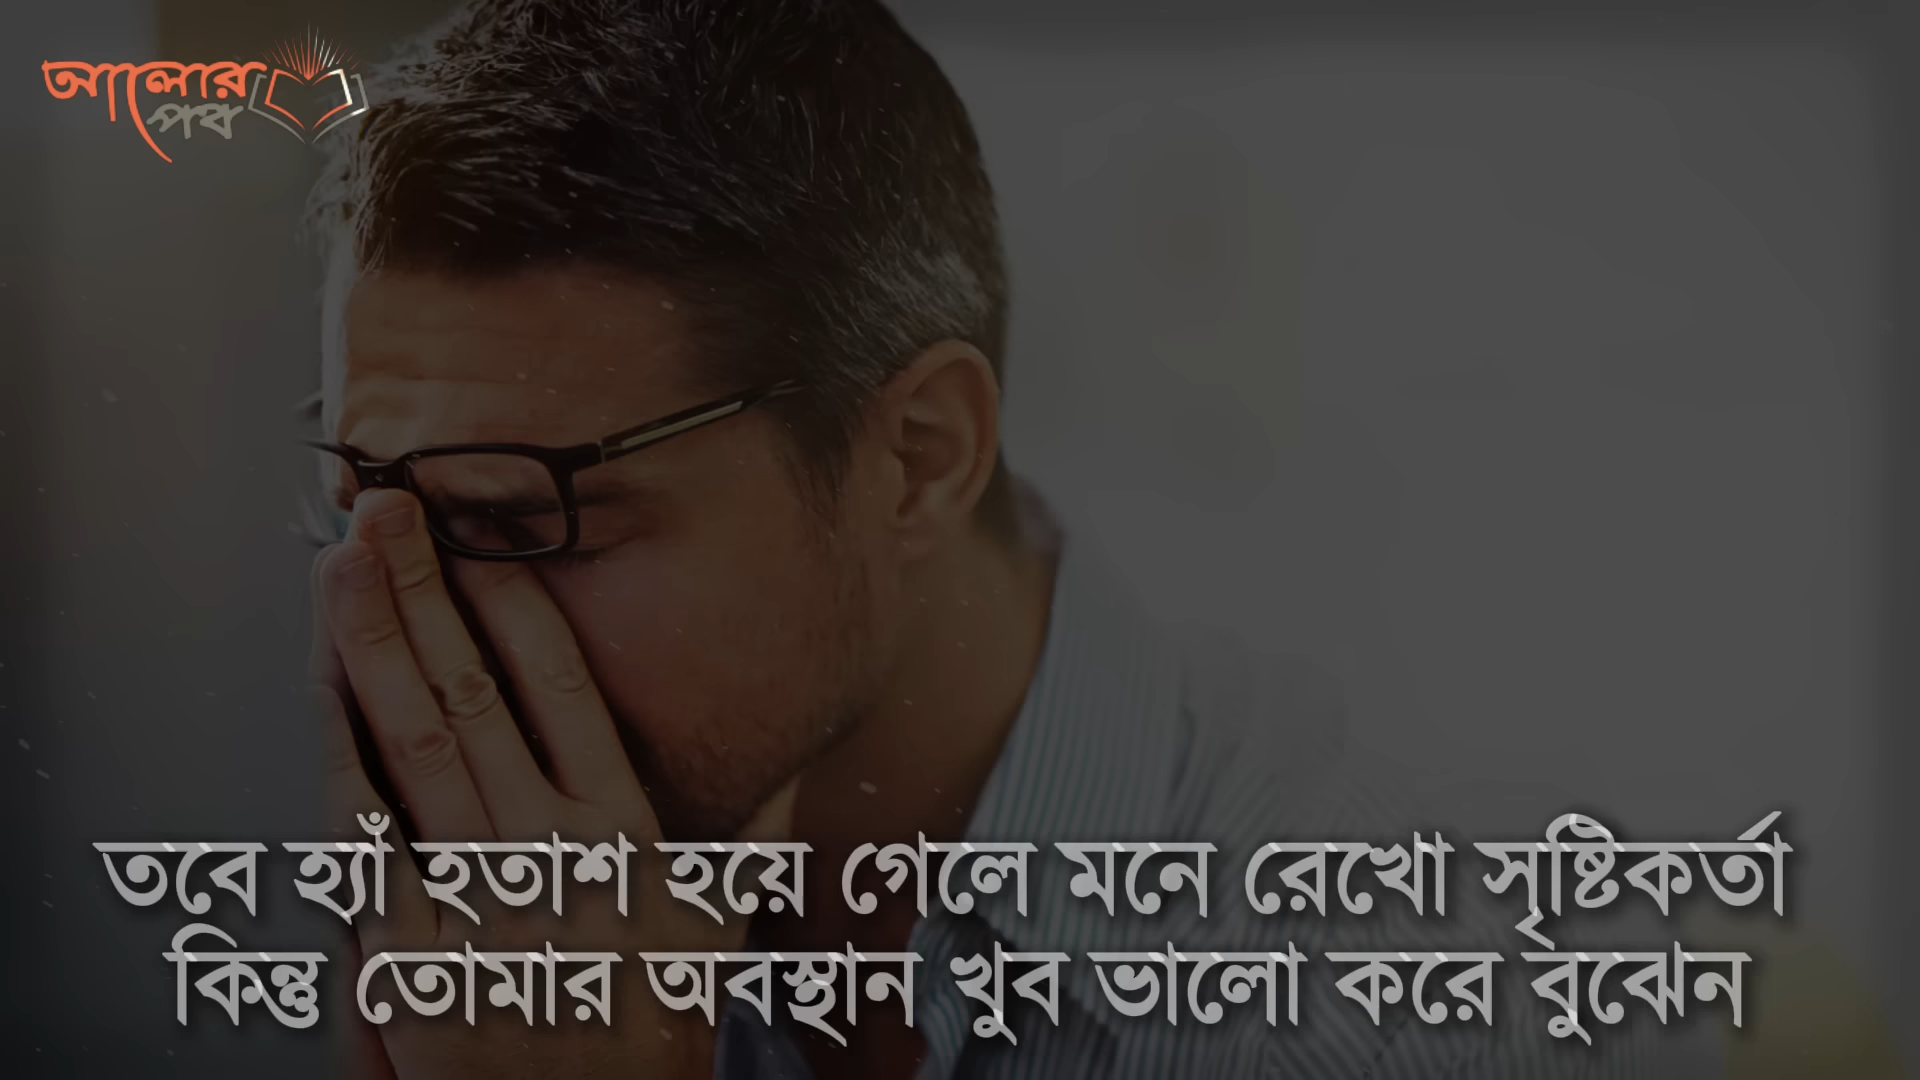 আলোর
পথ
তবে হ্যাঁ হতাশ হয়ে গেলে মনে রেখো সৃষ্টিকর্তা
কিন্তু তোমার অবস্থান খুব ভালো করে বুঝেন